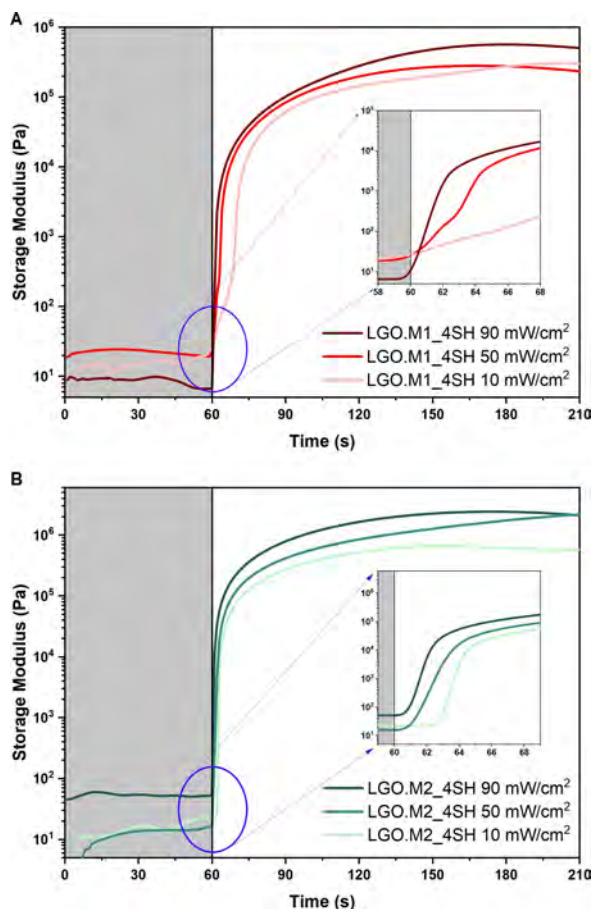 A
Storage Modulus (Pa)
10⁶
10⁵
10⁴
10³
10²
10¹
10⁵
10⁴
10³
10²
10¹
58 60 62 64 66 68
LGO.M1_4SH 90 mW/cm²
LGO.M1_4SH 50 mW/cm²
LGO.M1_4SH 10 mW/cm²
0 30 60 90 120 150 180 210
Time (s)
B
Storage Modulus (Pa)
10⁶
10⁵
10⁴
10³
10²
10¹
10⁶
10⁵
10⁴
10³
10²
10¹
60 62 64 66 68
LGO.M2_4SH 90 mW/cm²
LGO.M2_4SH 50 mW/cm²
LGO.M2_4SH 10 mW/cm²
0 30 60 90 120 150 180 210
Time (s)